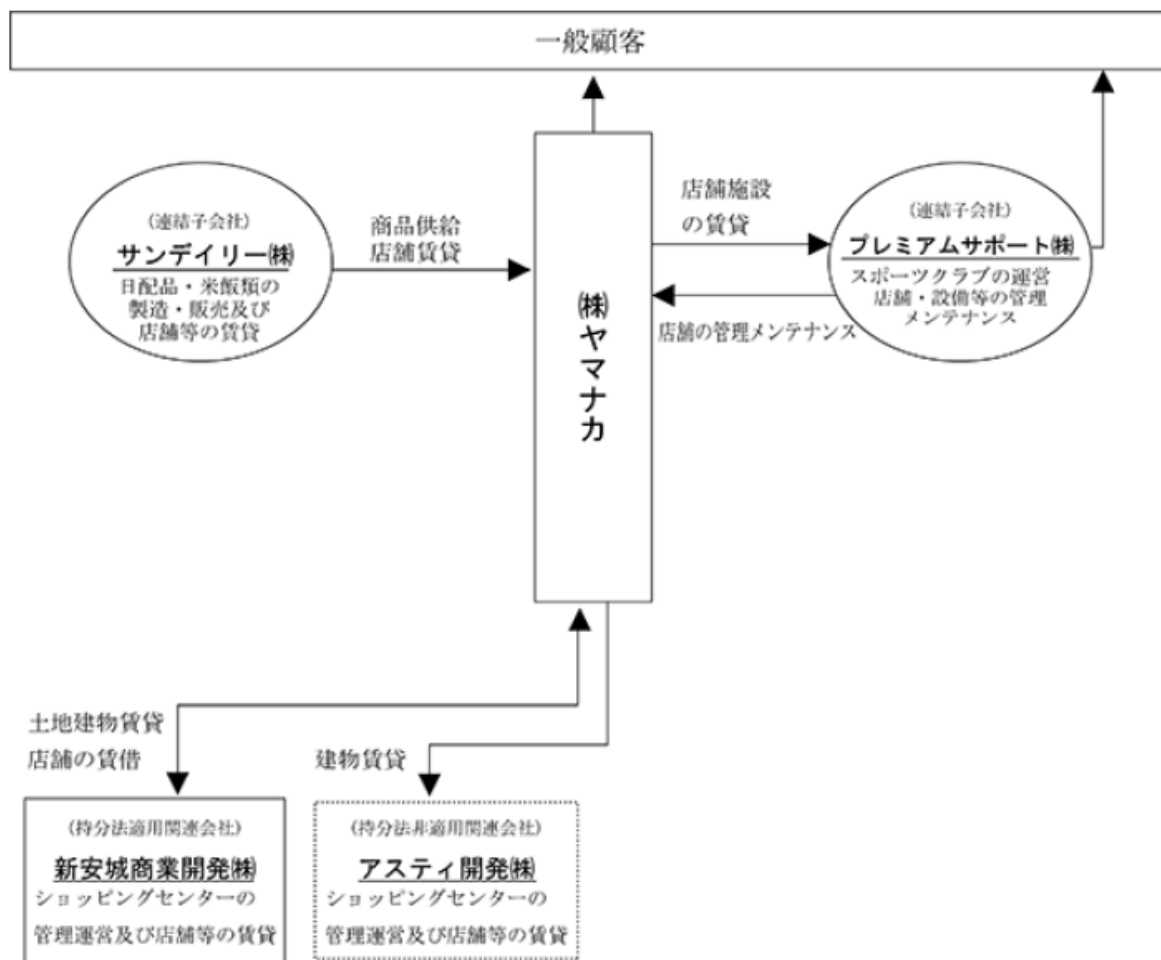 一般顧客
(連結子会社)
サンデイリー㈱
日配品・米飯類の
製造・販売及び
店舗等の賃貸
商品供給
店舗賃貸
㈱ヤマナカ
店舗施設
の賃貸
店舗の管理メンテナンス
(連結子会社)
プレミアムサポート㈱
スポーツクラブの運営
店舗・設備等の管理
メンテナンス
土地建物賃貸
店舗の賃借
建物賃貸
(持分法適用関連会社)
新安城商業開発㈱
ショッピングセンターの
管理運営及び店舗等の賃貸
(持分法非適用関連会社)
アスティ開発㈱
ショッピングセンターの
管理運営及び店舗等の賃貸